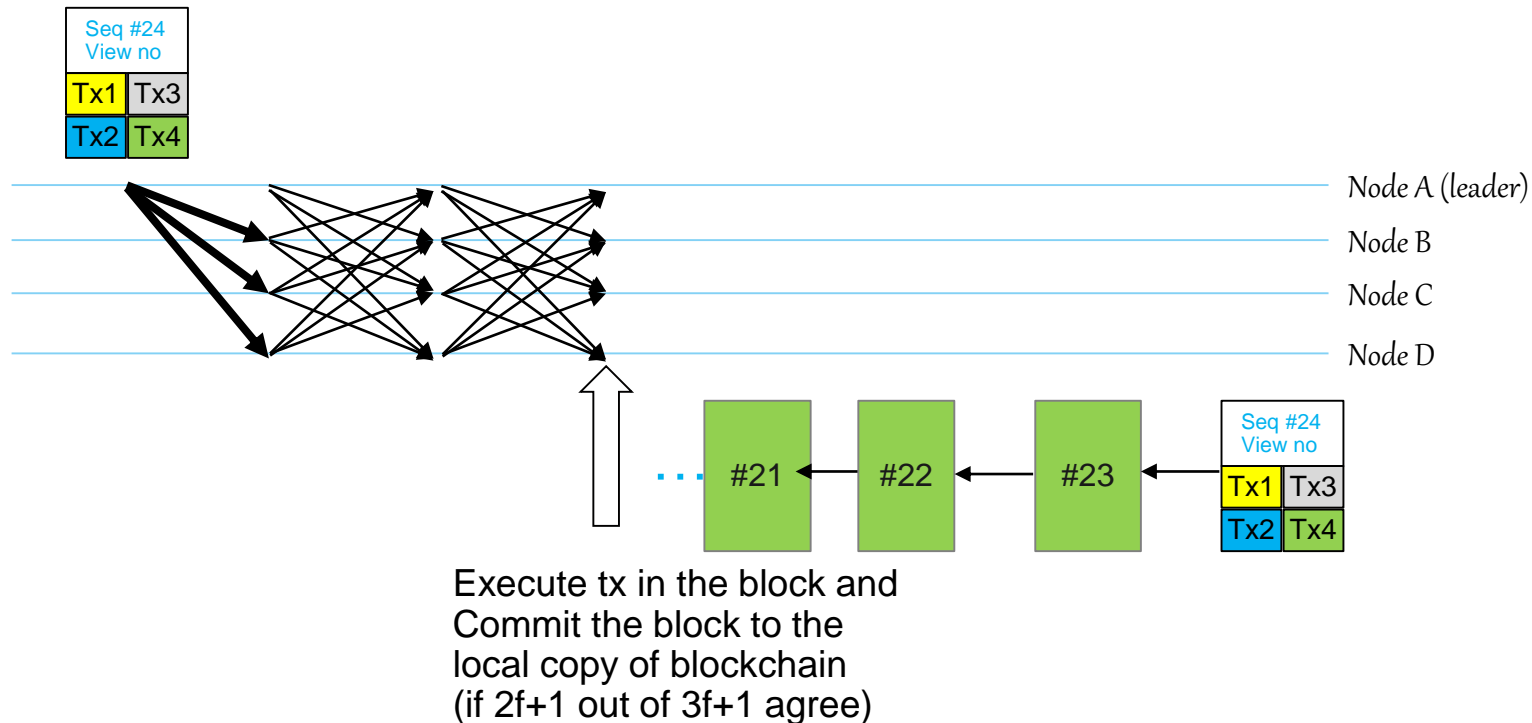 Seq #24
View no
Tx1 Tx3
Tx2 Tx4
Node A (leader)
Node B
Node C
Node D
#21
#22
#23
Seq #24
View no
Tx1 Tx3
Tx2 Tx4
Execute tx in the block and
Commit the block to the
local copy of blockchain
(if 2f+1 out of 3f+1 agree)